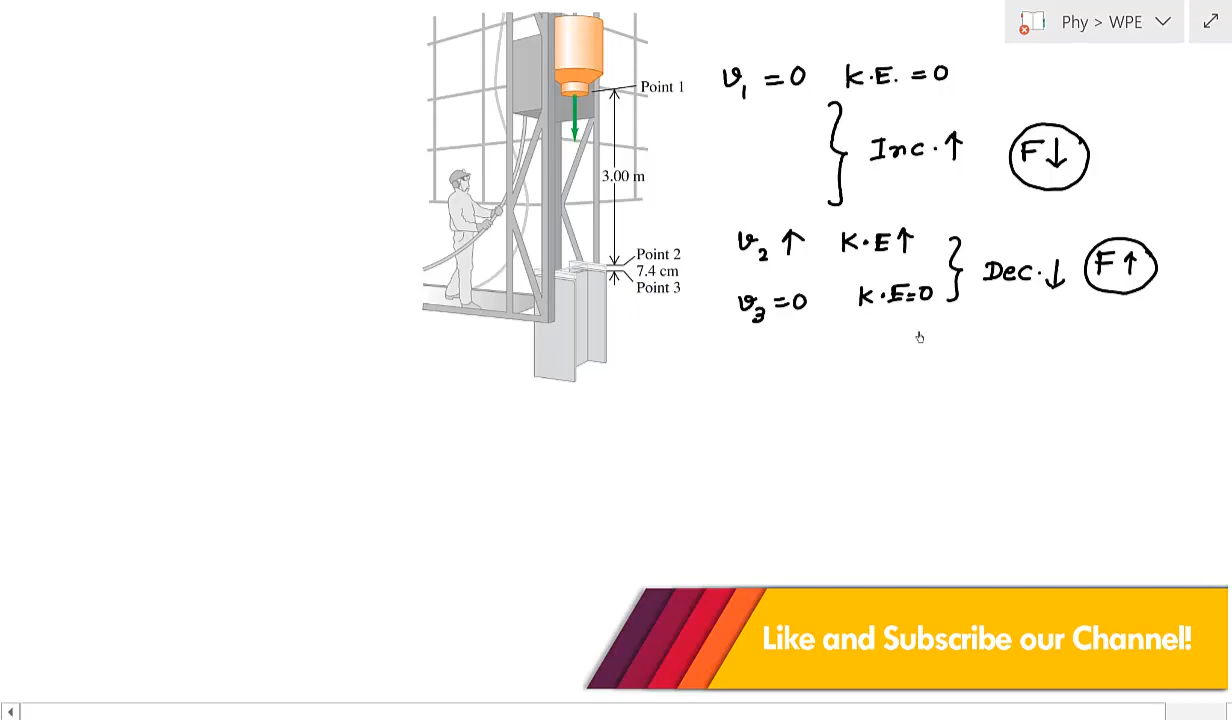 Phy > WPE
Point 1
3.00 m
Point 2
7.4 cm
Point 3
v₁ = 0 K.E. = 0
Inc. ↑ F↓
v₂ ↑ K.E ↑
Dec. ↓ F↑
v₃ = 0 K.E = 0
Like and Subscribe our Channel!